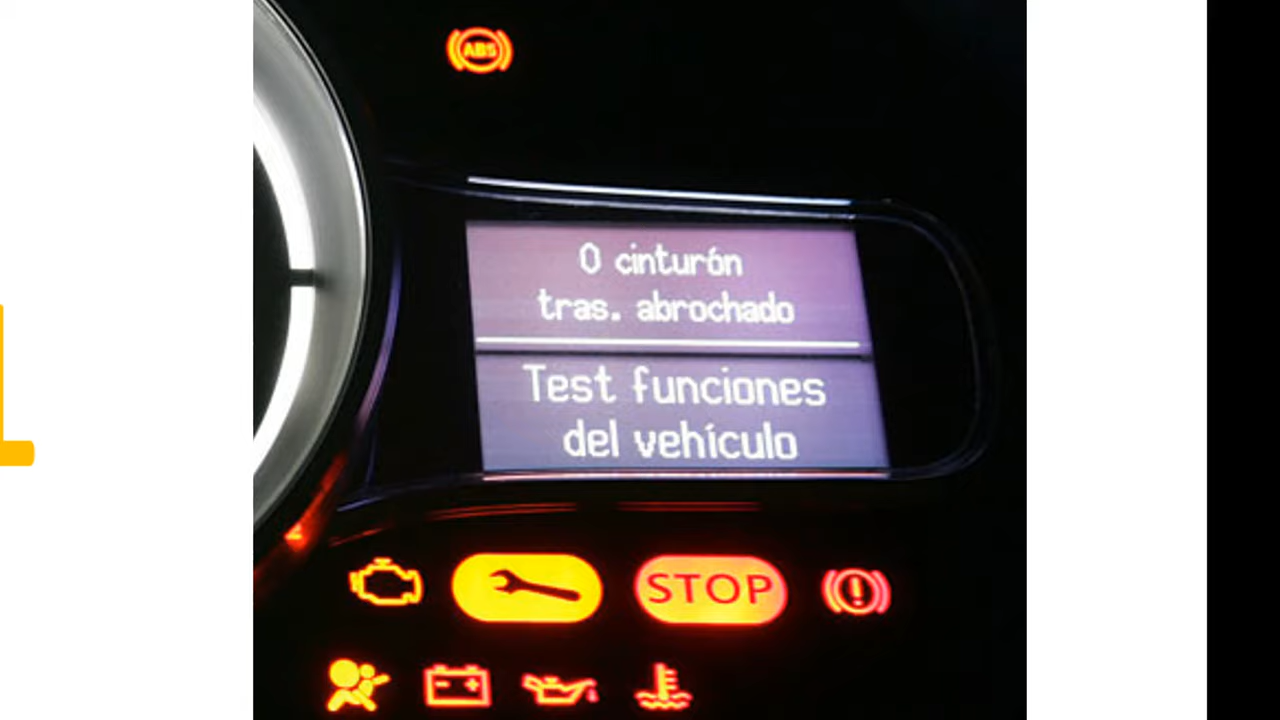 ABS
0 cinturón
tras. abrochado
Test funciones
del vehículo
STOP